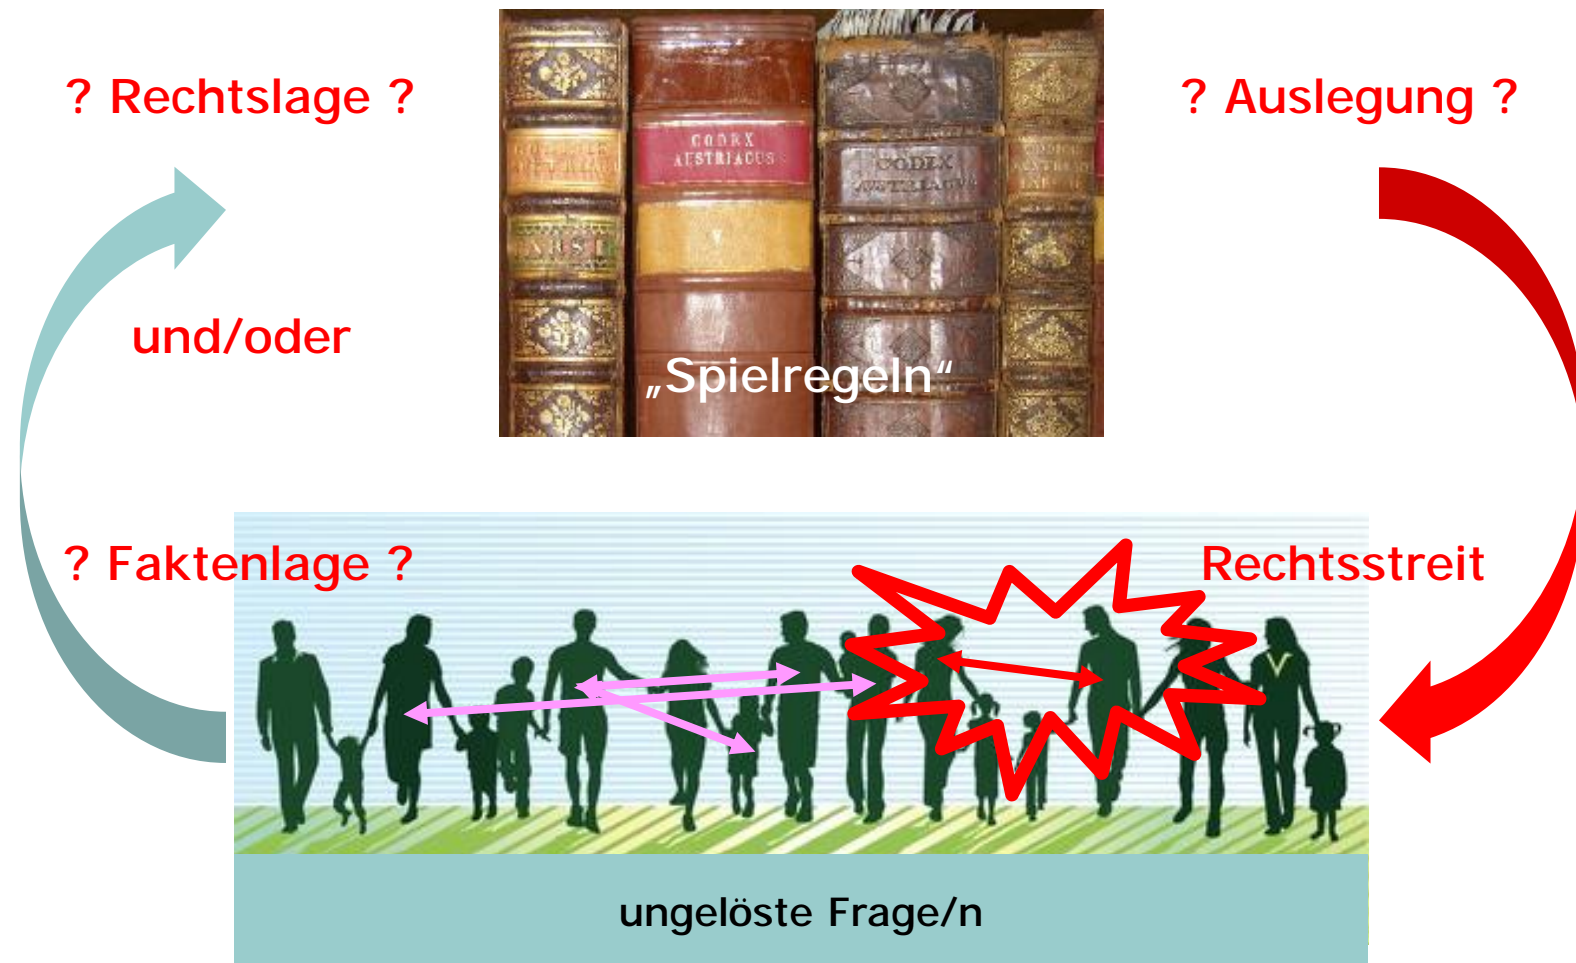 ? Rechtslage ?
? Auslegung ?
CODEX
AUSTRIACUS
V
CODEX
AUSTRIACUS
und/oder
„Spielregeln“
? Faktenlage ?
Rechtsstreit
ungelöste Frage/n